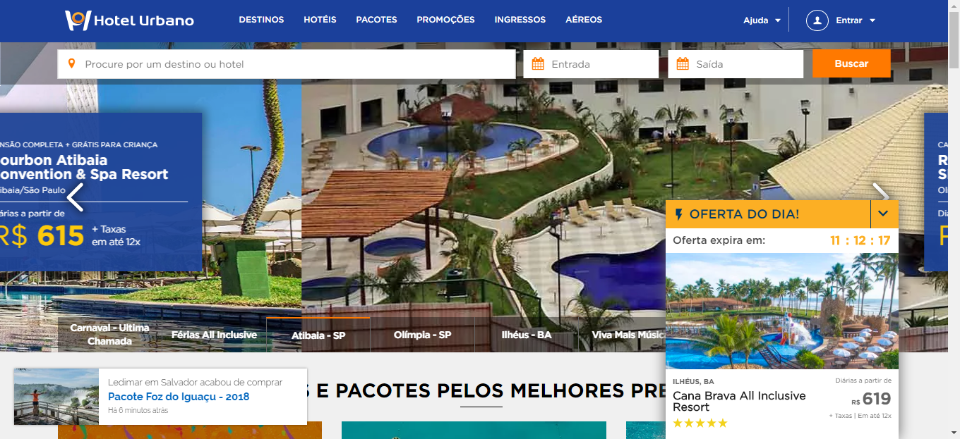 Hotel Urbano
DESTINOS HOTÉIS PACOTES PROMOÇÕES INGRESSOS AÉREOS
Ajuda Entrar
Procure por um destino ou hotel
Entrada
Saída
Buscar
NSÃO COMPLETA + GRÁTIS PARA CRIANÇA
ourbon Atibaia
onvention & Spa Resort
tibaia/São Paulo
iárias a partir de
R$ 615
+ Taxas
em até 12x
CA
R
S
Ol
Diá
OFERTA DO DIA!
Oferta expira em: 11 : 12 : 17
ILHÉUS, BA
Cana Brava All Inclusive
Resort
Diárias a partir de
R$ 619
+ Taxas | Em até 12x
Carnaval - Ultima
Chamada
Férias All Inclusive
Atibaia - SP
Olímpia - SP
Ilhéus - BA
Viva Mais Músic
Ledimar em Salvador acabou de comprar
Pacote Foz do Iguaçu - 2018
Há 6 minutos atrás
S E PACOTES PELOS MELHORES PRE